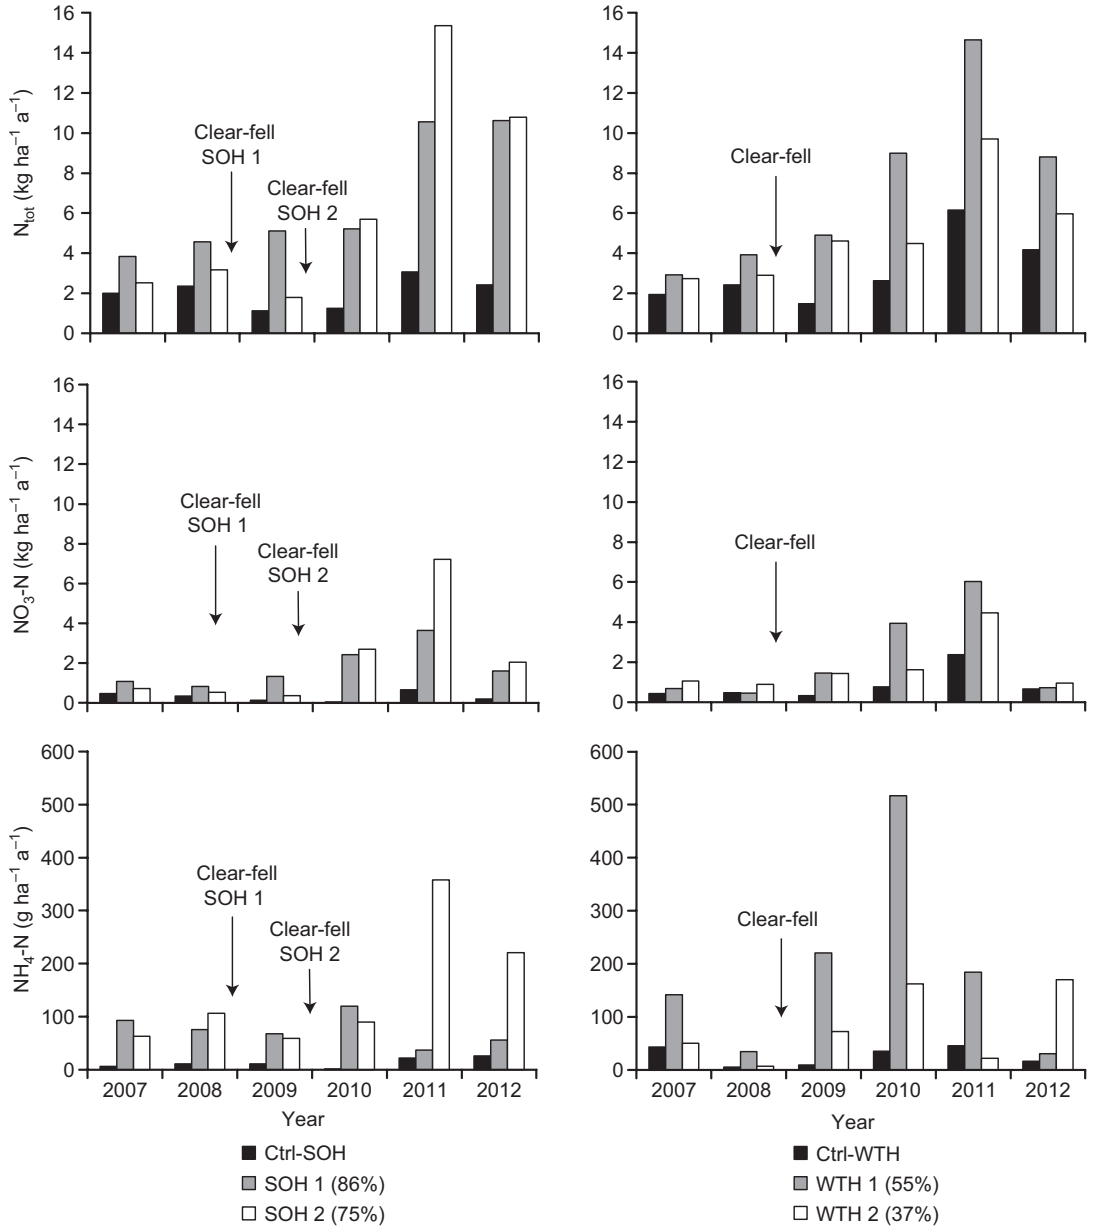 N_tot (kg ha⁻¹ a⁻¹)
16
14
12
10
8
6
4
2
0
Clear-fell
SOH 1
Clear-fell
SOH 2
16
14
12
10
8
6
4
2
0
Clear-fell
NO₃-N (kg ha⁻¹ a⁻¹)
16
14
12
10
8
6
4
2
0
Clear-fell
SOH 1
Clear-fell
SOH 2
16
14
12
10
8
6
4
2
0
Clear-fell
NH₄-N (g ha⁻¹ a⁻¹)
600
500
400
300
200
100
0
Clear-fell
SOH 1
Clear-fell
SOH 2
2007 2008 2009 2010 2011 2012
Year
Ctrl-SOH
SOH 1 (86%)
SOH 2 (75%)
600
500
400
300
200
100
0
Clear-fell
2007 2008 2009 2010 2011 2012
Year
Ctrl-WTH
WTH 1 (55%)
WTH 2 (37%)